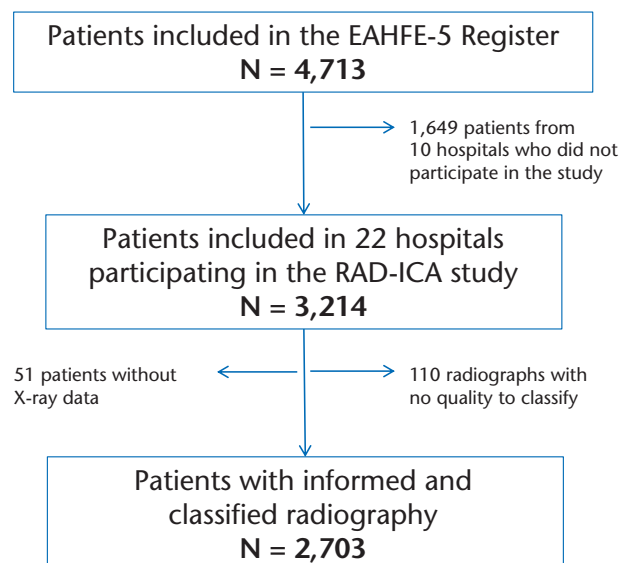 Patients included in the EAHFE-5 Register
N = 4,713
1,649 patients from
10 hospitals who did not
participate in the study
Patients included in 22 hospitals
participating in the RAD-ICA study
N = 3,214
51 patients without
X-ray data
110 radiographs with
no quality to classify
Patients with informed and
classified radiography
N = 2,703